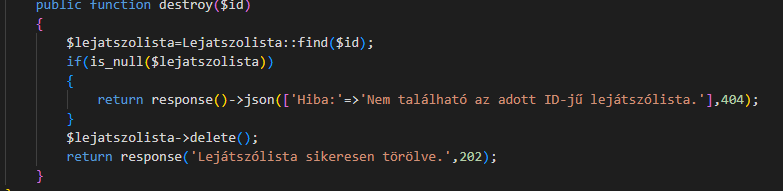 public function destroy($id)
{
$lejatszolista=Lejatszolista::find($id);
if(is_null($lejatszolista))
{
return response()->json(['Hiba:'=>'Nem található az adott ID-jű lejátszólista.'],404);
}
$lejatszolista->delete();
return response('Lejátszólista sikeresen törölve.',202);
}